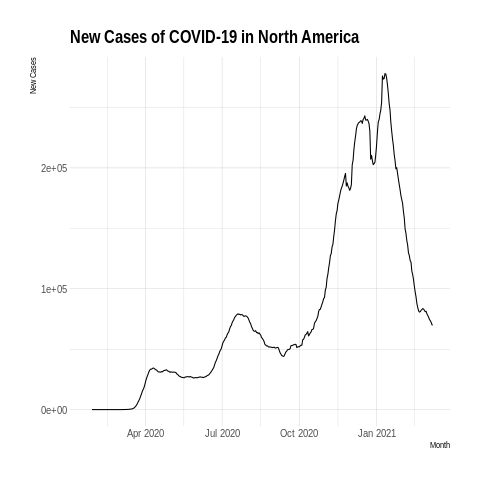 New Cases of COVID-19 in North America
New Cases
2e+05
1e+05
0e+00
Apr 2020 Jul 2020 Oct 2020 Jan 2021
Month